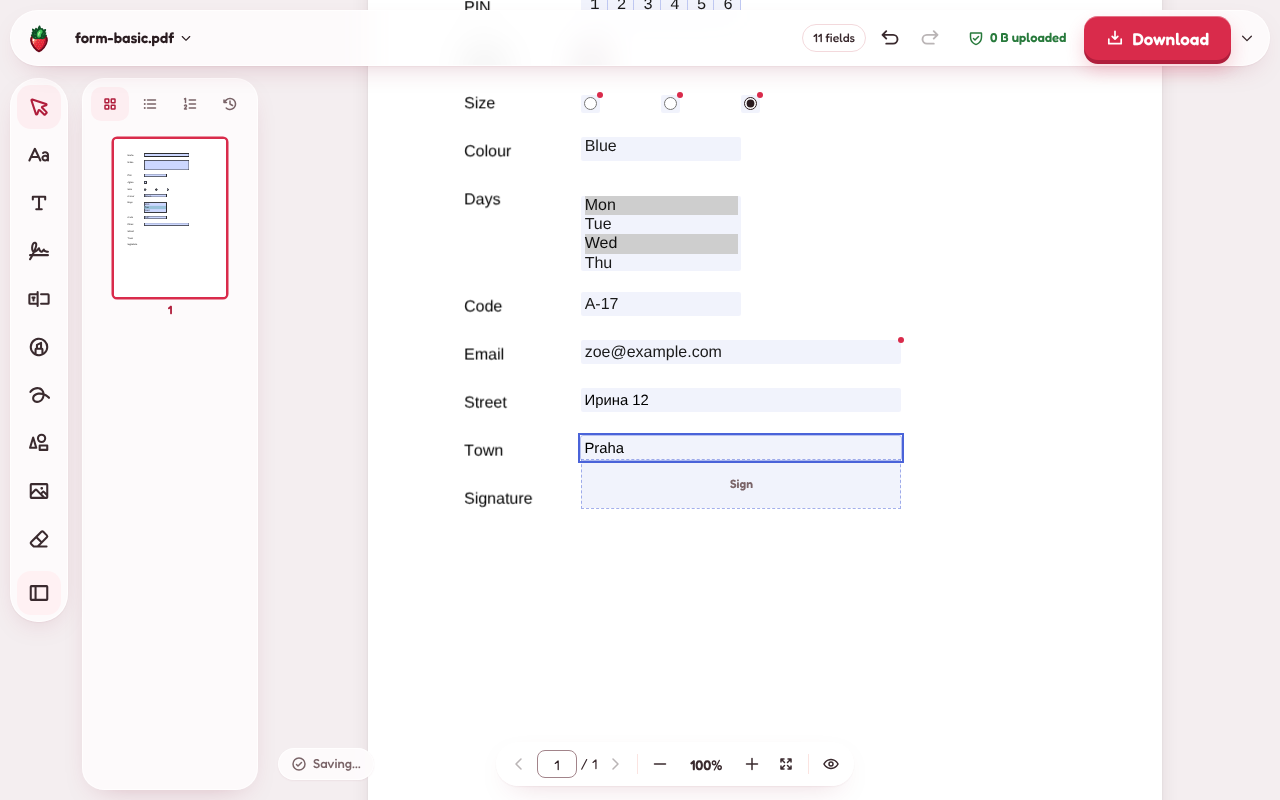 PIN 1 2 3 4 5 6
form-basic.pdf
11 fields
0 B uploaded
Download
Size
Colour Blue
Days
Mon
Tue
Wed
Thu
Code A-17
Email zoe@example.com
Street Ирина 12
Town Praha
Signature Sign
1
Saving...
1 / 1
100%